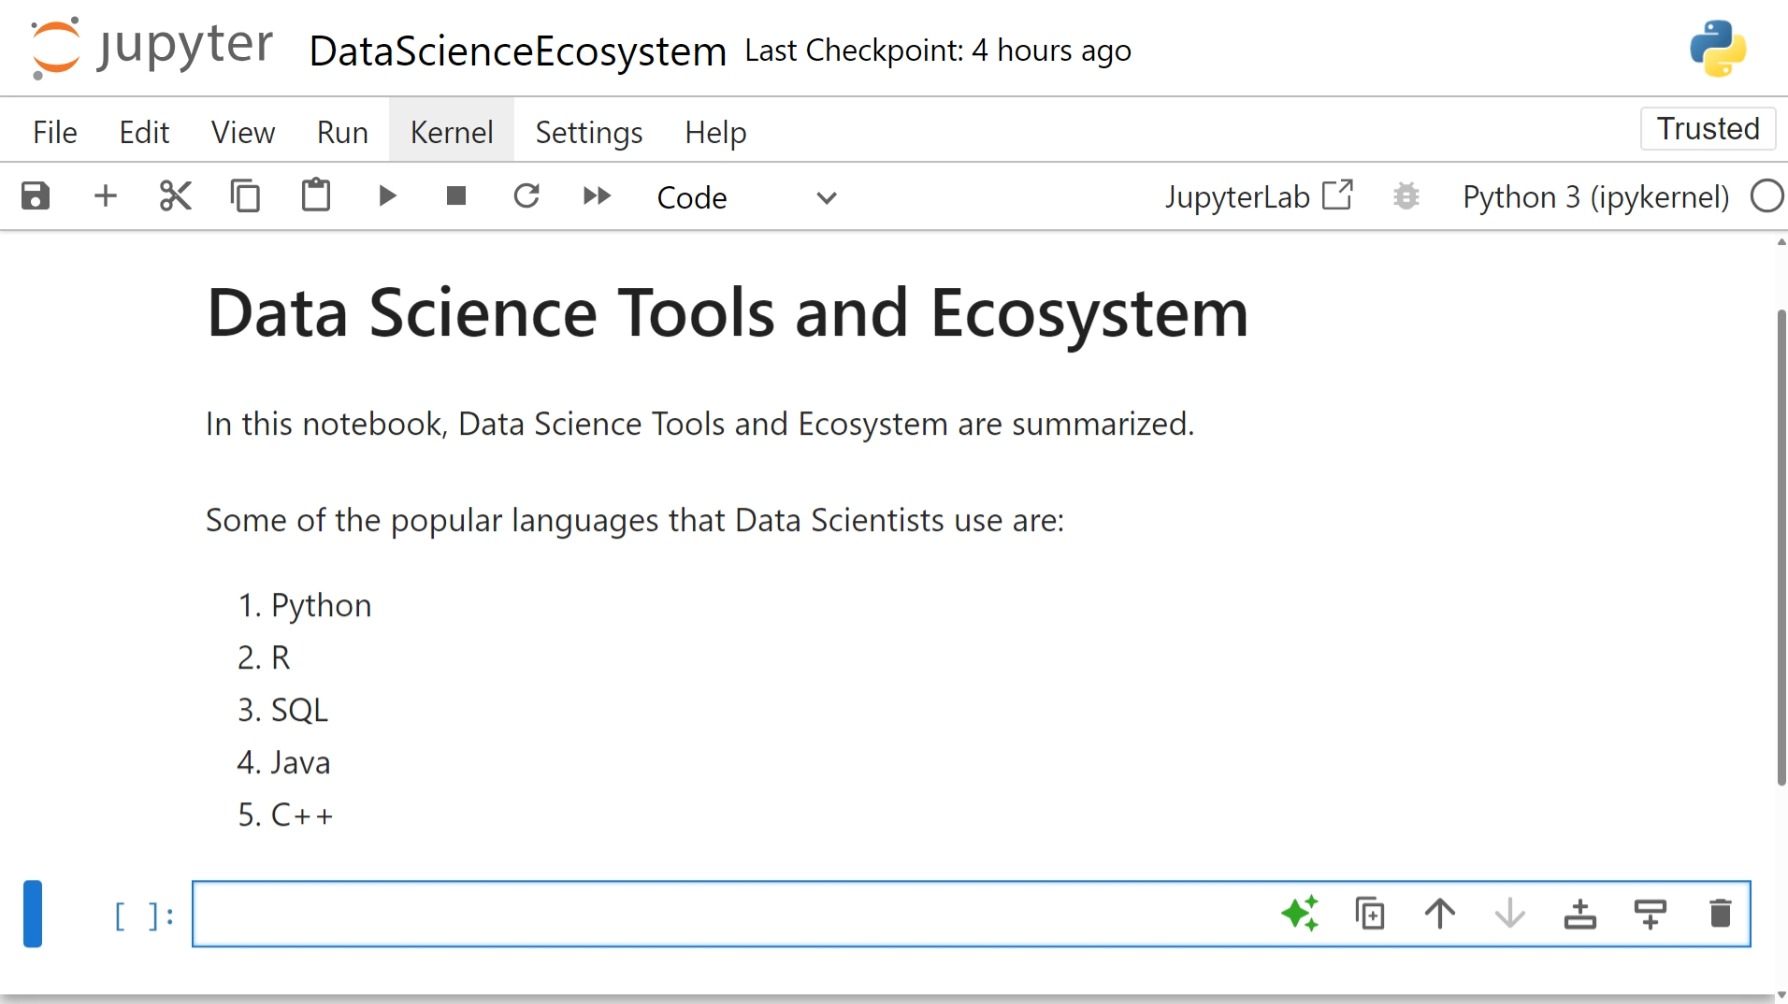 jupyter DataScienceEcosystem Last Checkpoint: 4 hours ago
File Edit View Run Kernel Settings Help Trusted
Code JupyterLab Python 3 (ipykernel)
Data Science Tools and Ecosystem
In this notebook, Data Science Tools and Ecosystem are summarized.
Some of the popular languages that Data Scientists use are:
1. Python
2. R
3. SQL
4. Java
5. C++
[ ]: